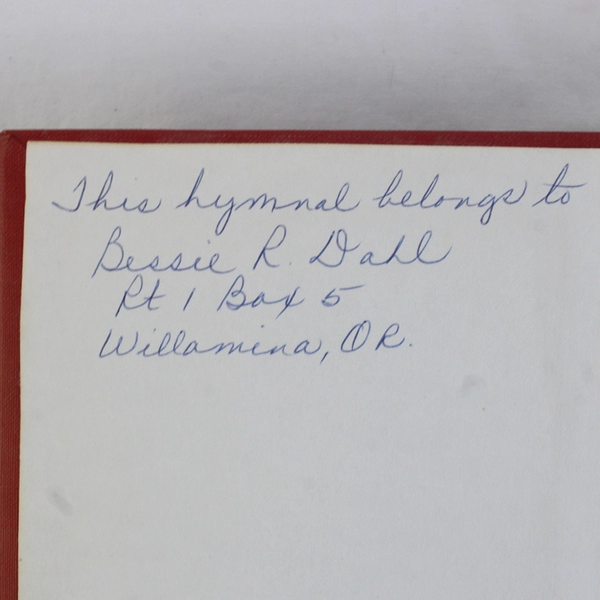 This hymnal belongs to
Bessie R. Dahl
Rt 1 Box 5
Willamina, OR.